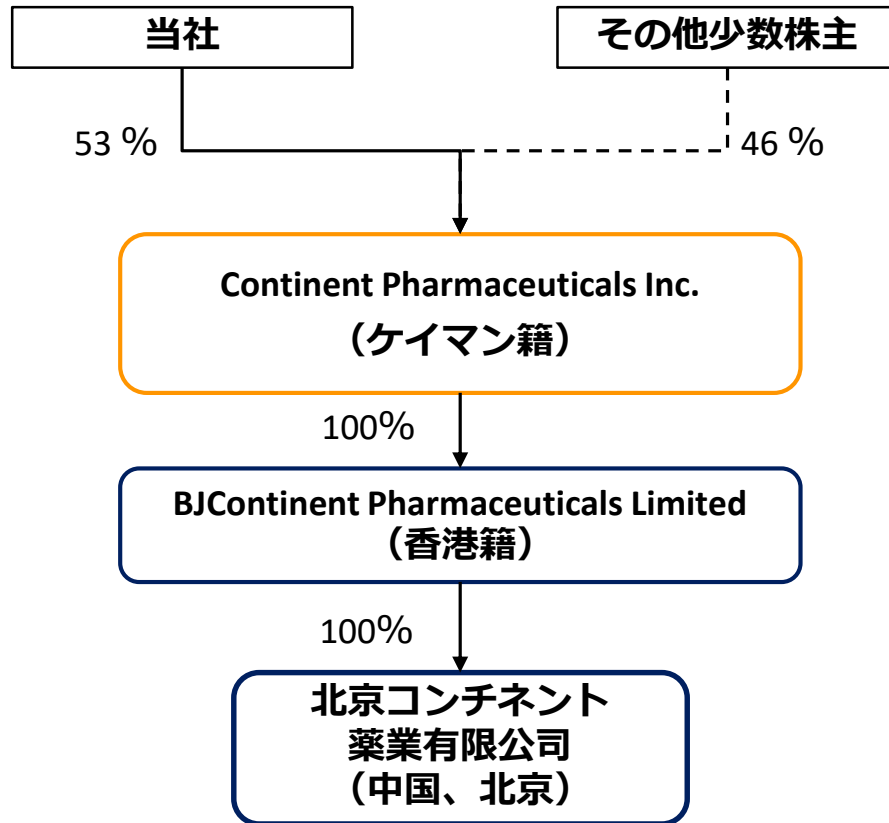 当社
その他少数株主
53 %
46 %
Continent Pharmaceuticals Inc.
（ケイマン籍）
100%
BJContinent Pharmaceuticals Limited
（香港籍）
100%
北京コンチネント
薬業有限公司
（中国、北京）